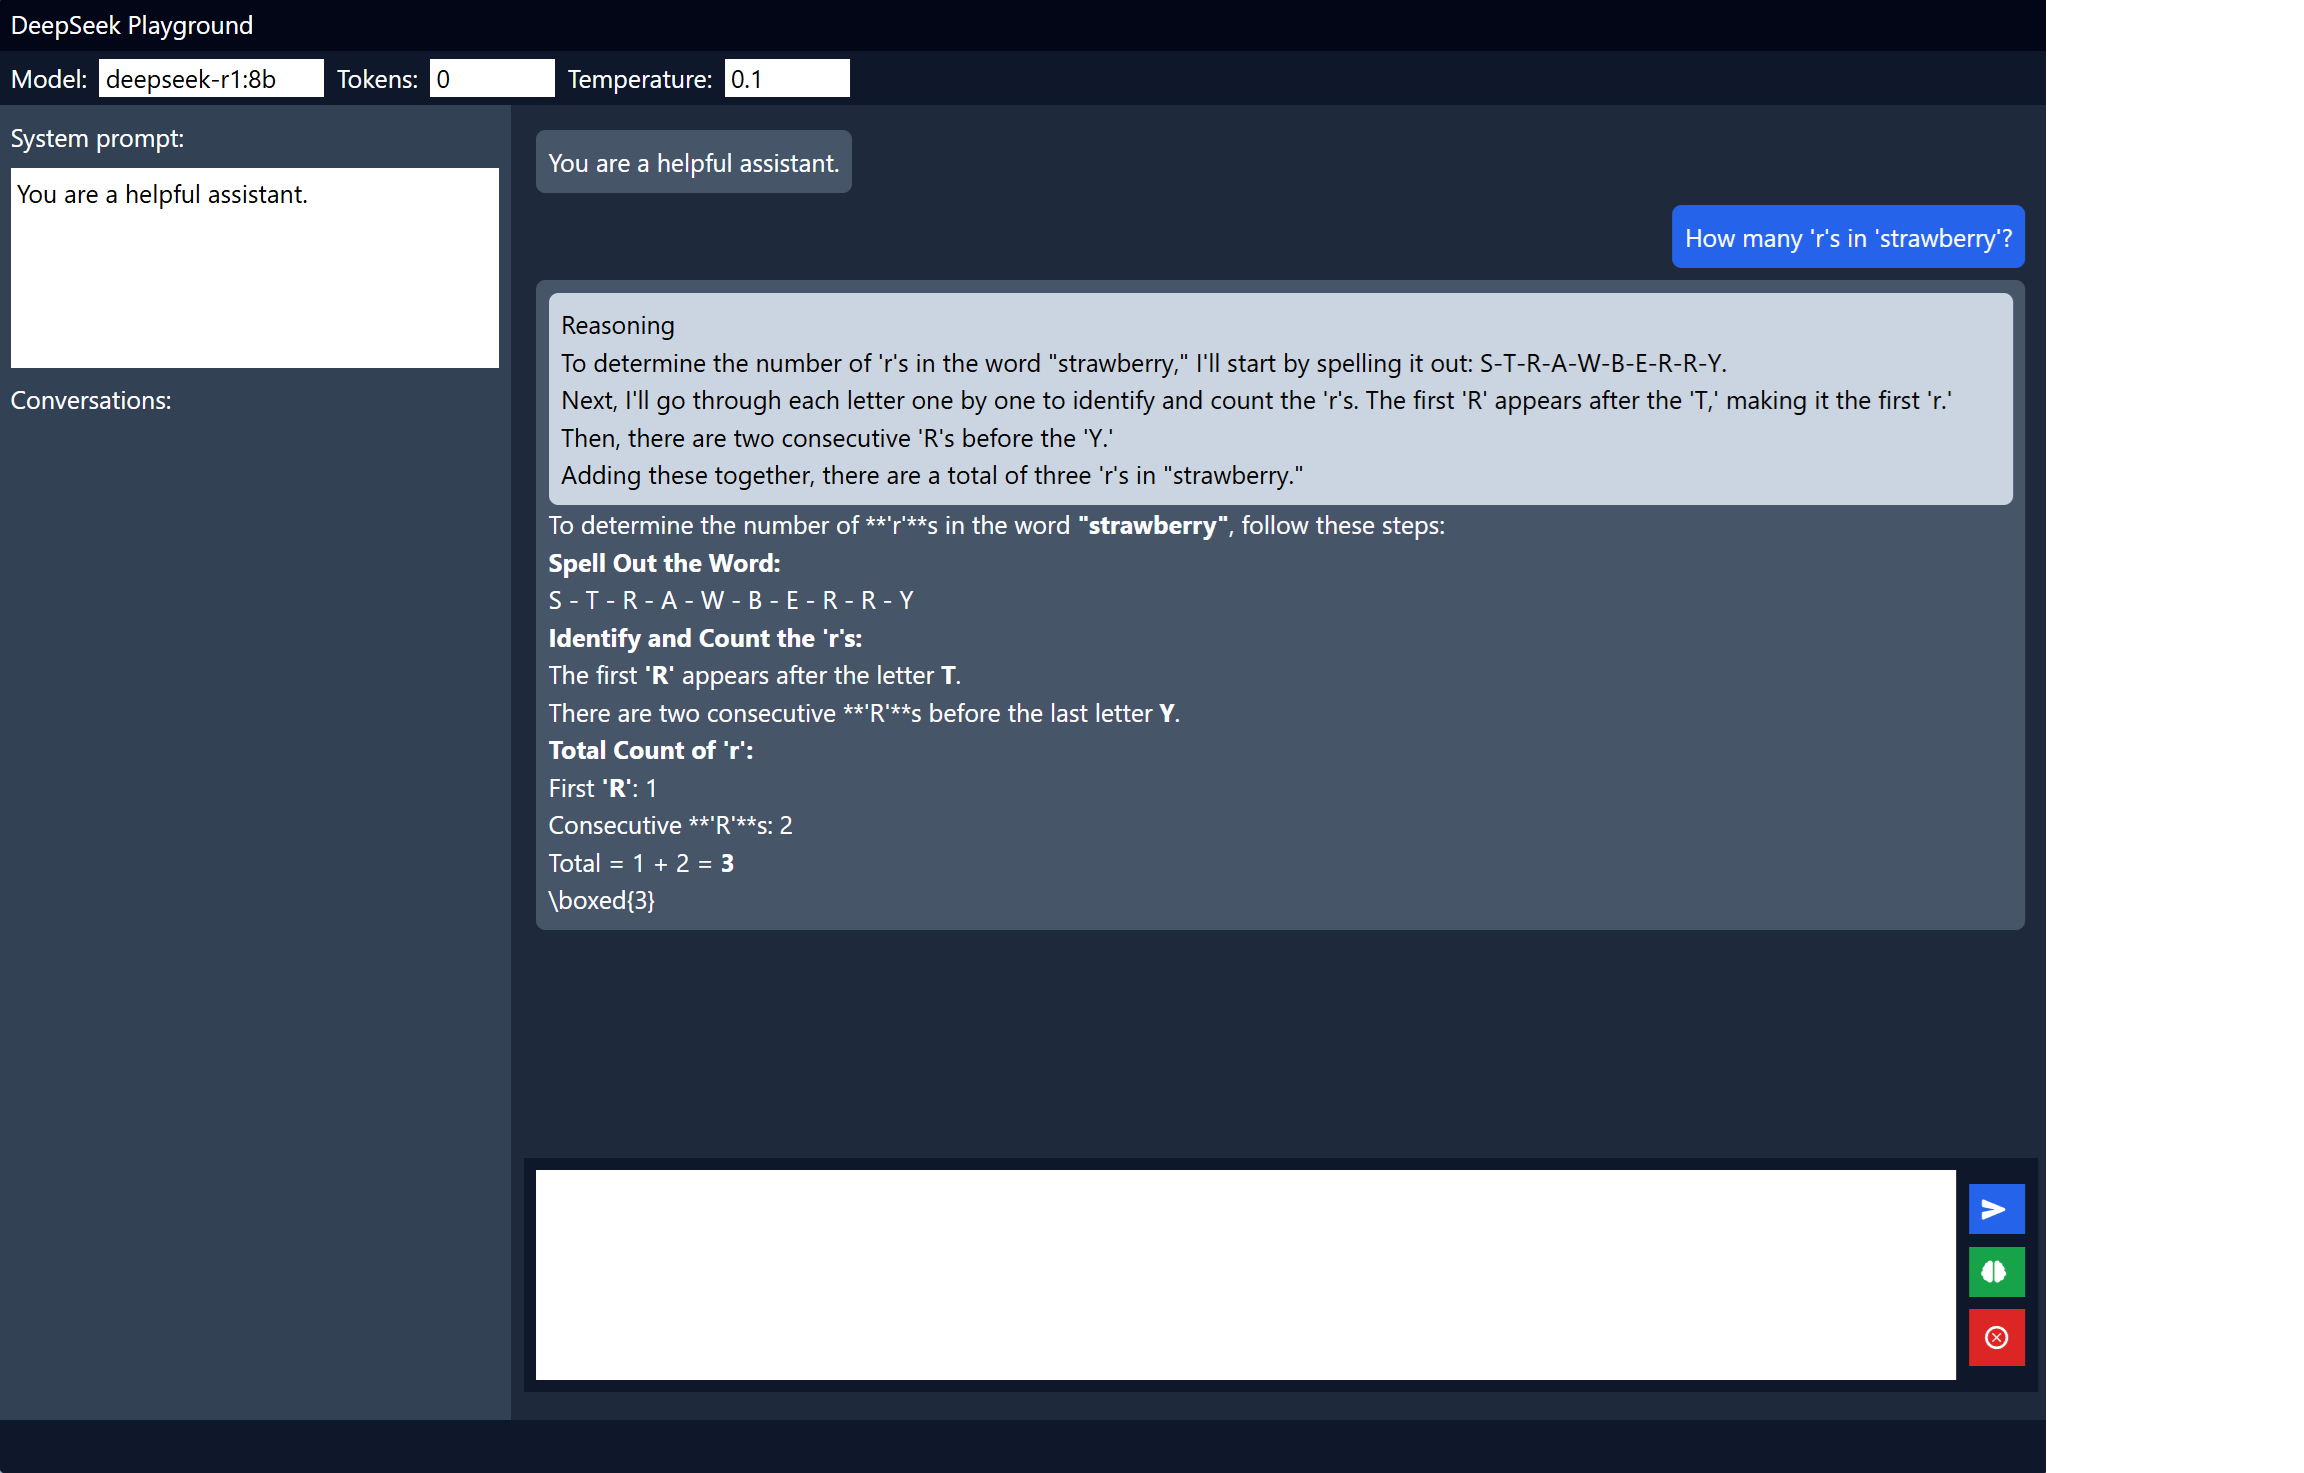 DeepSeek Playground
Model: deepseek-r1:8b Tokens: 0 Temperature: 0.1
System prompt:
You are a helpful assistant.
Conversations:
You are a helpful assistant.
How many 'r's in 'strawberry'?
Reasoning
To determine the number of 'r's in the word "strawberry," I'll start by spelling it out: S-T-R-A-W-B-E-R-R-Y.
Next, I'll go through each letter one by one to identify and count the 'r's. The first 'R' appears after the 'T,' making it the first 'r.'
Then, there are two consecutive 'R's before the 'Y.'
Adding these together, there are a total of three 'r's in "strawberry."
To determine the number of **'r'**s in the word "strawberry", follow these steps:
Spell Out the Word:
S - T - R - A - W - B - E - R - R - Y
Identify and Count the 'r's:
The first 'R' appears after the letter T.
There are two consecutive **'R'**s before the last letter Y.
Total Count of 'r':
First 'R': 1
Consecutive **'R'**s: 2
Total = 1 + 2 = 3
\boxed{3}